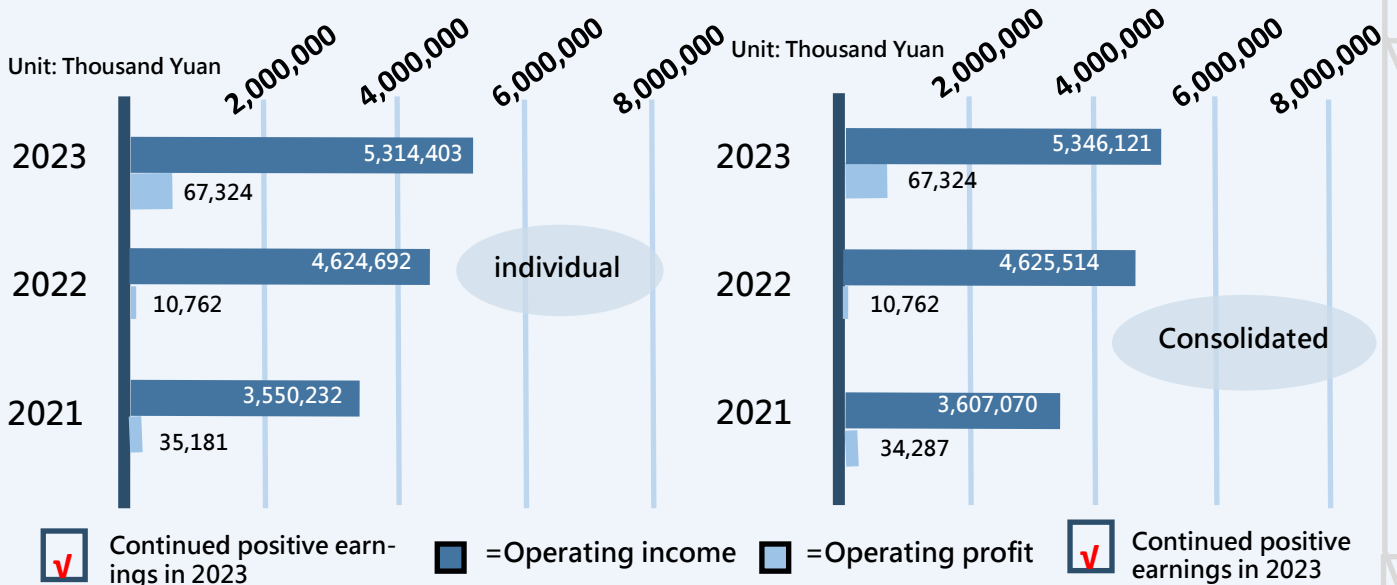 Unit: Thousand Yuan
2,000,000
4,000,000
6,000,000
8,000,000
2023
5,314,403
67,324
2022
4,624,692
10,762
individual
2021
3,550,232
35,181
Unit: Thousand Yuan
2,000,000
4,000,000
6,000,000
8,000,000
2023
5,346,121
67,324
2022
4,625,514
10,762
Consolidated
2021
3,607,070
34,287
√
Continued positive earn-
ings in 2023
=Operating income
=Operating profit
√
Continued positive
earnings in 2023